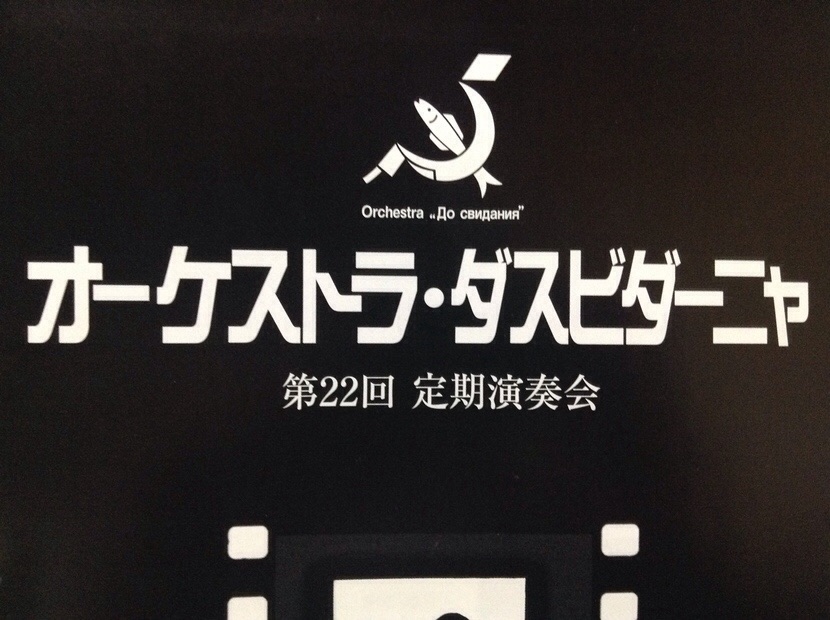 Orchestra „До свидания"
オーケストラ・ダスビダーニャ
第22回 定期演奏会